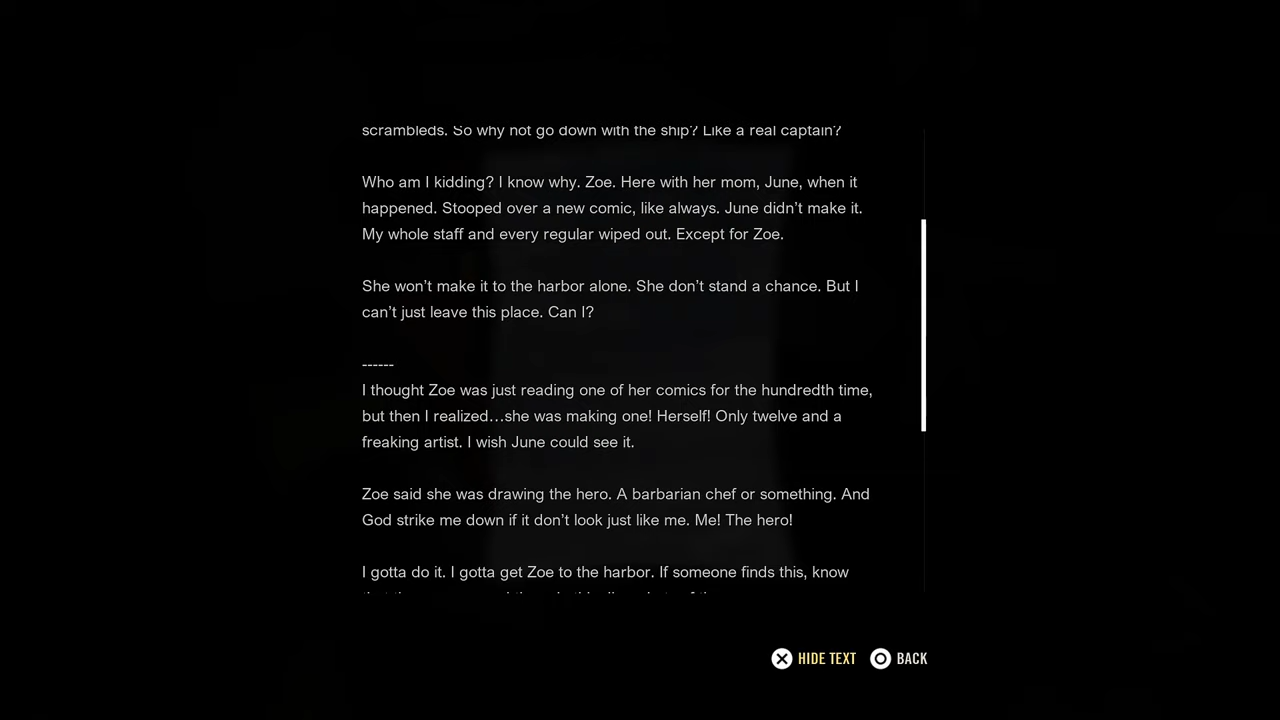 scrambleds. So why not go down with the ship? Like a real captain?
Who am I kidding? I know why. Zoe. Here with her mom, June, when it
happened. Stooped over a new comic, like always. June didn’t make it.
My whole staff and every regular wiped out. Except for Zoe.
She won’t make it to the harbor alone. She don’t stand a chance. But I
can’t just leave this place. Can I?
------
I thought Zoe was just reading one of her comics for the hundredth time,
but then I realized…she was making one! Herself! Only twelve and a
freaking artist. I wish June could see it.
Zoe said she was drawing the hero. A barbarian chef or something. And
God strike me down if it don’t look just like me. Me! The hero!
I gotta do it. I gotta get Zoe to the harbor. If someone finds this, know
HIDE TEXT
BACK